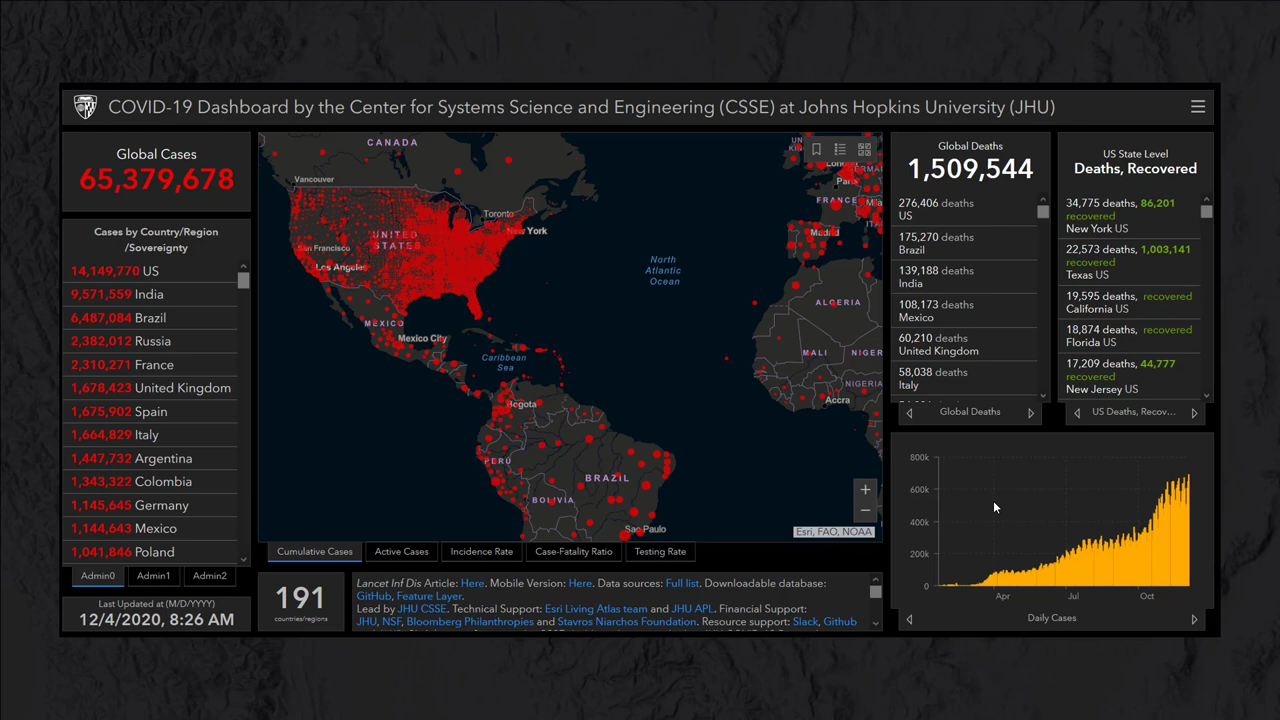 COVID-19 Dashboard by the Center for Systems Science and Engineering (CSSE) at Johns Hopkins University (JHU)
Global Cases
65,379,678
Cases by Country/Region
/Sovereignty
14,149,770 US
9,571,559 India
6,487,084 Brazil
2,382,012 Russia
2,310,271 France
1,678,423 United Kingdom
1,675,902 Spain
1,664,829 Italy
1,447,732 Argentina
1,343,322 Colombia
1,145,645 Germany
1,144,643 Mexico
1,041,846 Poland
Admin0
Admin1
Admin2
Last Updated at (M/D/YYYY)
12/4/2020, 8:26 AM
CANADA
Vancouver
Toronto
UNITED
STATES
New York
San Francisco
Los Angeles
MEXICO
Mexico City
Caribbean
Sea
Bogota
PERU
BRAZIL
BOLIVIA
Sao Paulo
North
Atlantic
Ocean
UN
KING
London
Paris
FRANCE
Madrid
ALGERIA
MALI
NIGER
NIGERIA
Accra
+
−
Esri, FAO, NOAA
Cumulative Cases
Active Cases
Incidence Rate
Case-Fatality Ratio
Testing Rate
191
countries/regions
Lancet Inf Dis Article: Here. Mobile Version: Here. Data sources: Full list. Downloadable database:
GitHub, Feature Layer.
Lead by JHU CSSE. Technical Support: Esri Living Atlas team and JHU APL. Financial Support:
JHU, NSF, Bloomberg Philanthropies and Stavros Niarchos Foundation. Resource support: Slack, Github
Global Deaths
1,509,544
276,406 deaths
US
175,270 deaths
Brazil
139,188 deaths
India
108,173 deaths
Mexico
60,210 deaths
United Kingdom
58,038 deaths
Italy
Global Deaths
US State Level
Deaths, Recovered
34,775 deaths, 86,201
recovered
New York US
22,573 deaths, 1,003,141
recovered
Texas US
19,595 deaths, recovered
California US
18,874 deaths, recovered
Florida US
17,209 deaths, 44,777
recovered
New Jersey US
US Deaths, Recov...
800k
600k
400k
200k
0
Apr
Jul
Oct
Daily Cases